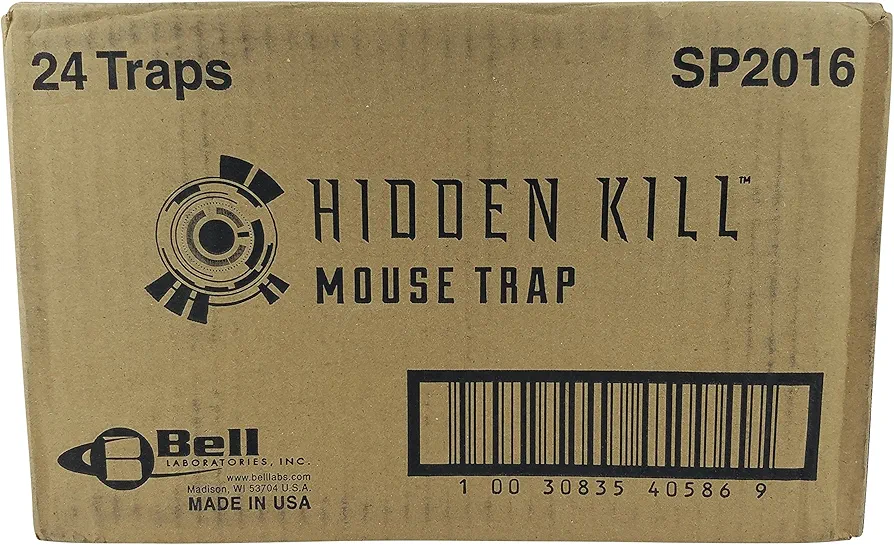 24 Traps
SP2016
HIDDEN KILL™
MOUSE TRAP
B Bell
LABORATORIES, INC.
www.belllabs.com
Madison, WI 53704 U.S.A.
MADE IN USA
1 00 30835 40586 9